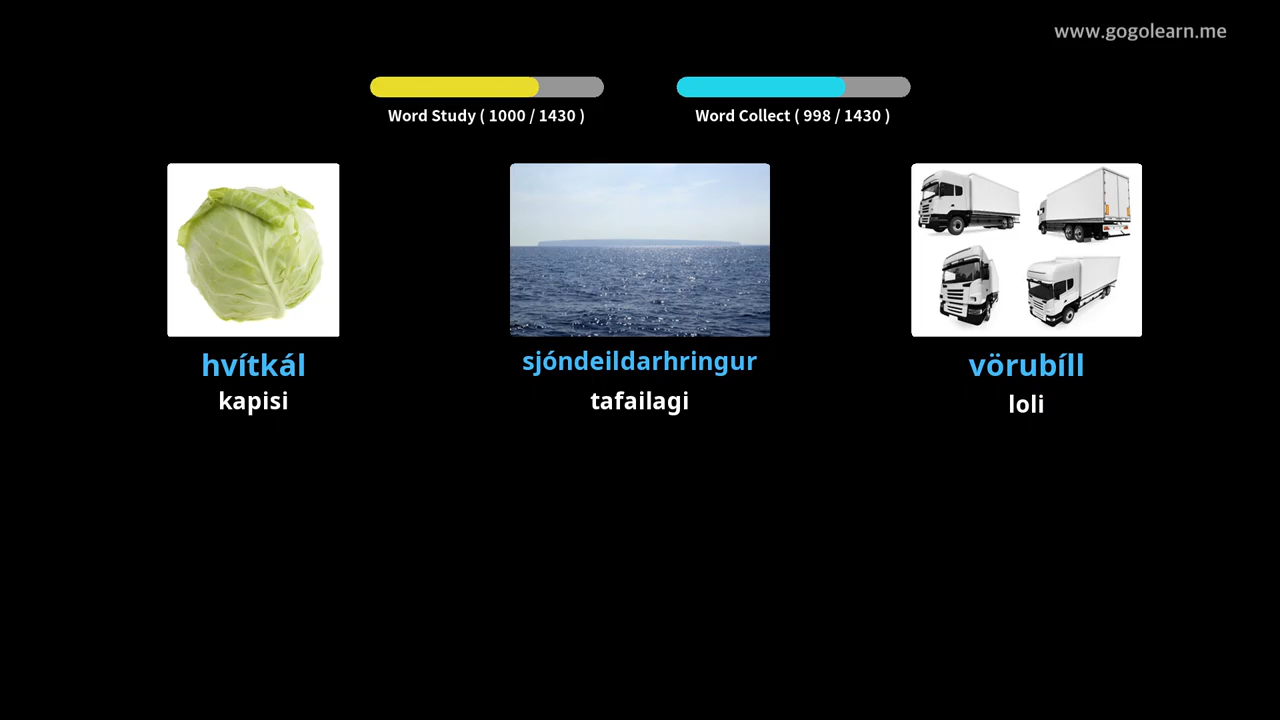 www.gogolearn.me
Word Study ( 1000 / 1430 )
Word Collect ( 998 / 1430 )
hvítkál
kapisi
sjóndeildarhringur
tafailagi
vörubíll
loli